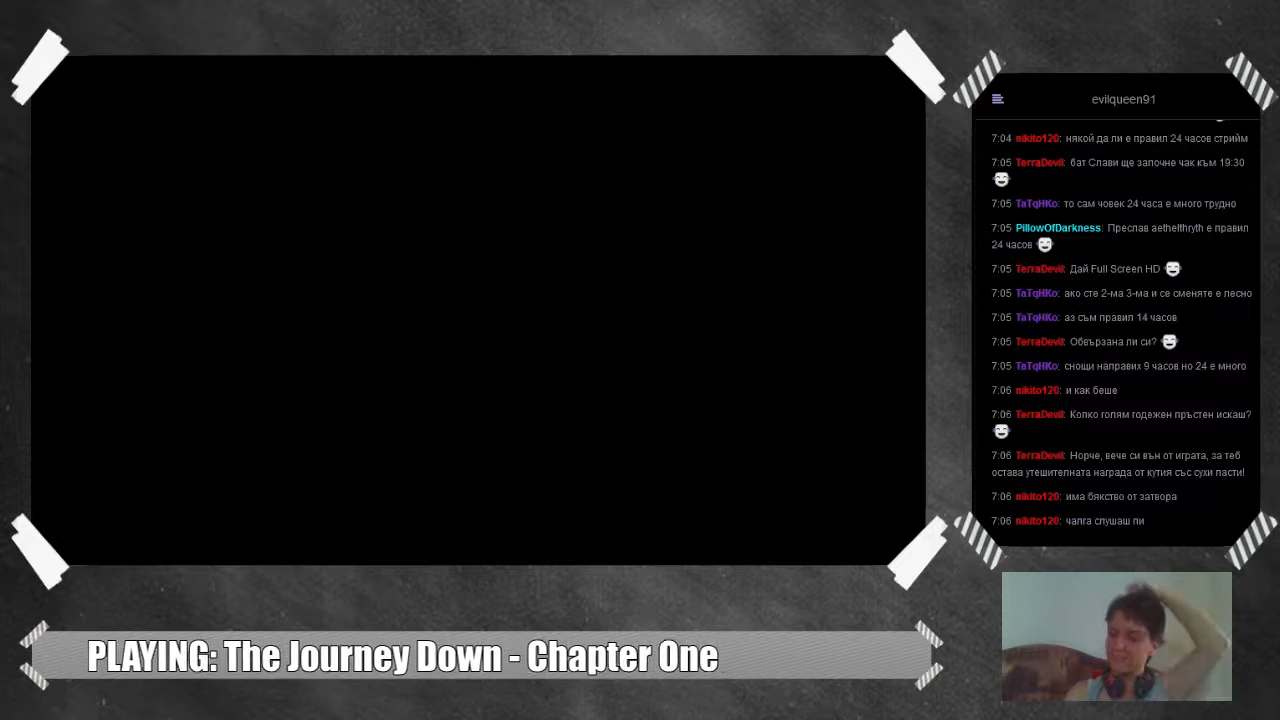 evilqueen91
7:04 nikito120: някой да ли е правил 24 часов стрийм
7:05 TerraDevil: бат Слави ще започне чак към 19:30
7:05 TaTqHKo: то сам човек 24 часа е много трудно
7:05 PillowOfDarkness: Преслав aethelthryth е правил
24 часов
7:05 TerraDevil: Дай Full Screen HD
7:05 TaTqHKo: ако сте 2-ма 3-ма и се сменяте е лесно
7:05 TaTqHKo: аз съм правил 14 часов
7:05 TerraDevil: Обвързана ли си?
7:05 TaTqHKo: снощи направих 9 часов но 24 е много
7:06 nikito120: и как беше
7:06 TerraDevil: Колко голям годежен пръстен искаш?
7:06 TerraDevil: Норче, вече си вън от играта, за теб
остава утешителната награда от кутия със сухи пасти!
7:06 nikito120: има бякство от затвора
7:06 nikito120: чалга слушаш ли
PLAYING: The Journey Down - Chapter One